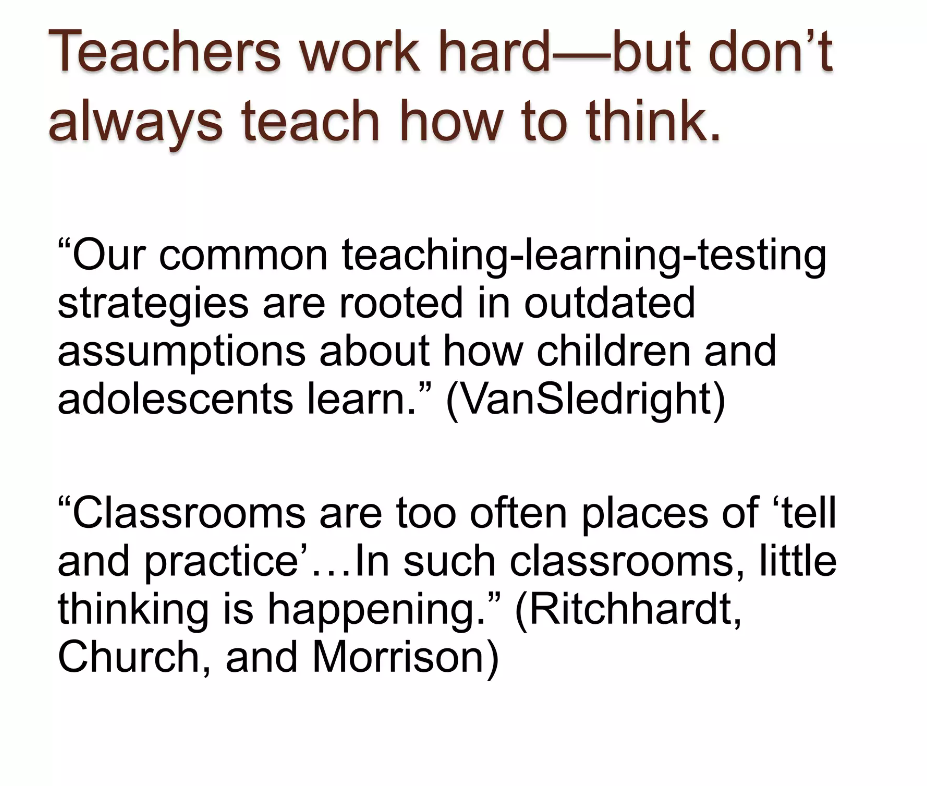 Teachers work hard—but don’t
always teach how to think.
“Our common teaching-learning-testing
strategies are rooted in outdated
assumptions about how children and
adolescents learn.” (VanSledright)
“Classrooms are too often places of ‘tell
and practice’…In such classrooms, little
thinking is happening.” (Ritchhardt,
Church, and Morrison)